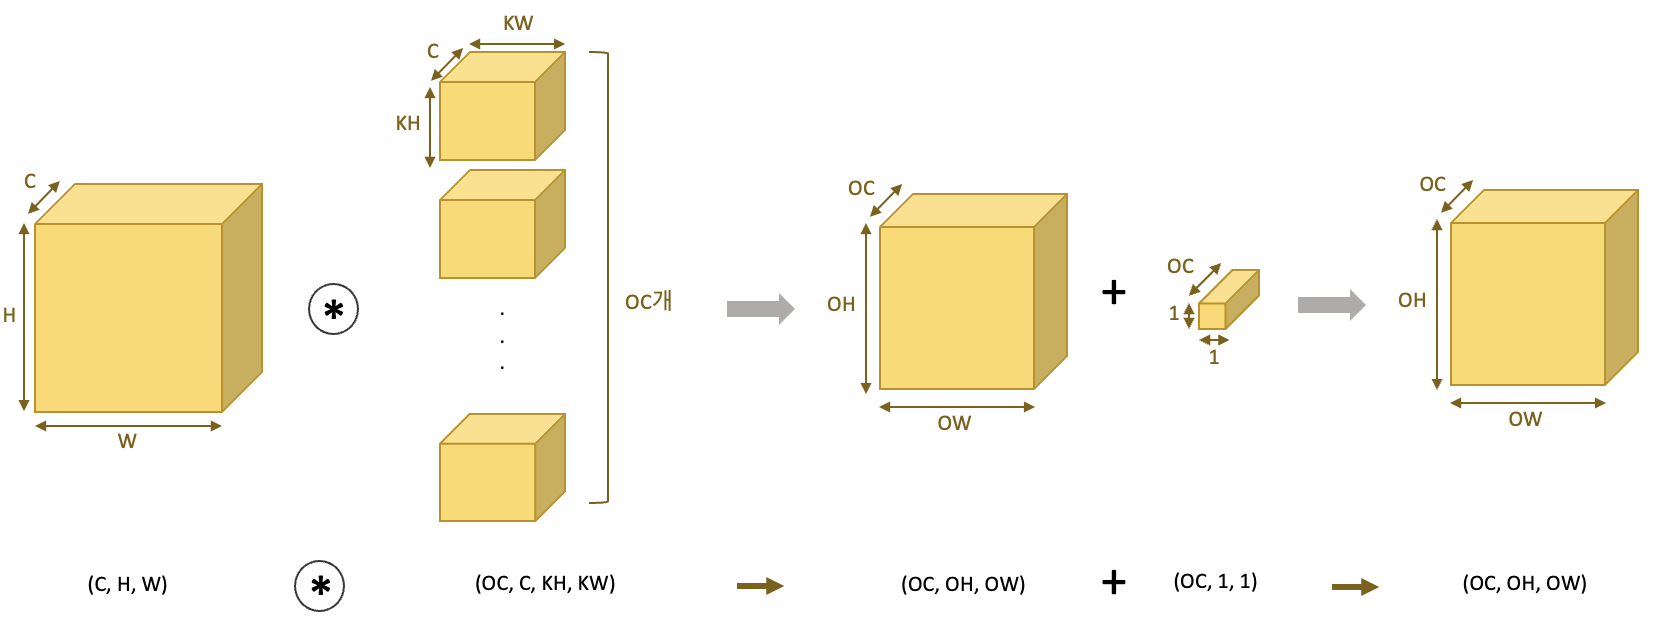 KW
C
KH
C
H
W
⊛
.
.
.
OC개
OC
OH
OW
+
OC
1
1
OC
OH
OW
(C, H, W)
⊛
(OC, C, KH, KW)
(OC, OH, OW)
+
(OC, 1, 1)
(OC, OH, OW)